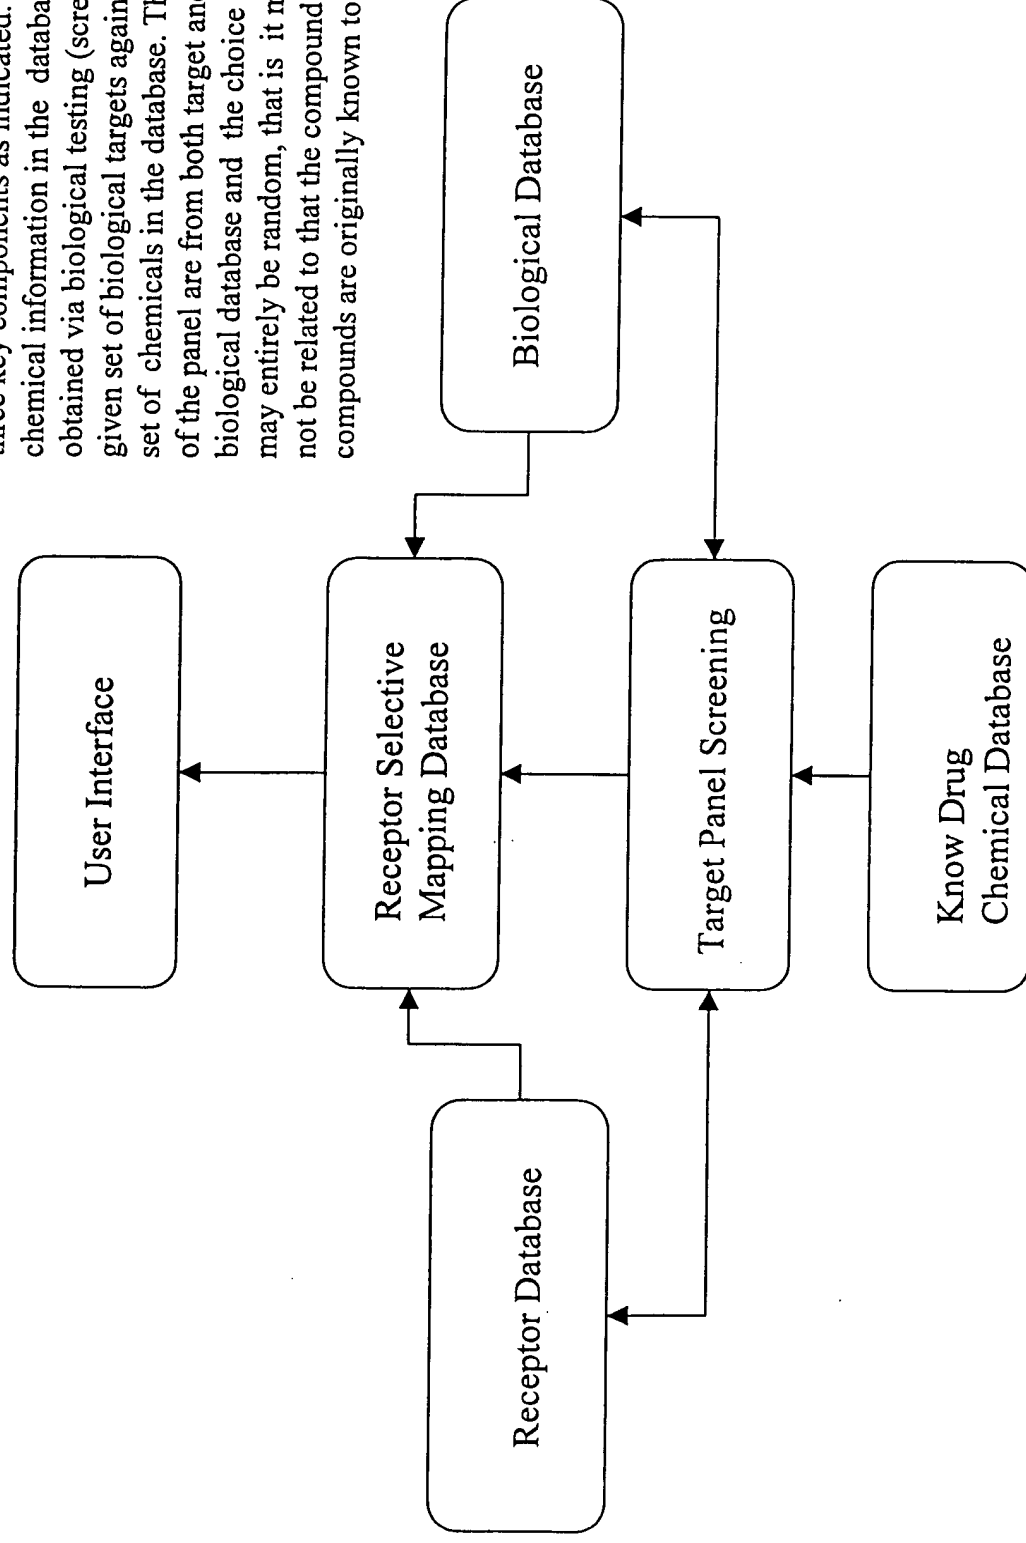 three key components as indicated.
chemical information in the databa
obtained via biological testing (scre
given set of biological targets again
set of chemicals in the database. Th
of the panel are from both target and
biological database and the choice
may entirely be random, that is it m
not be related to that the compound
compounds are originally known to
User Interface
Receptor Selective
Mapping Database
Receptor Database
Biological Database
Target Panel Screening
Know Drug
Chemical Database